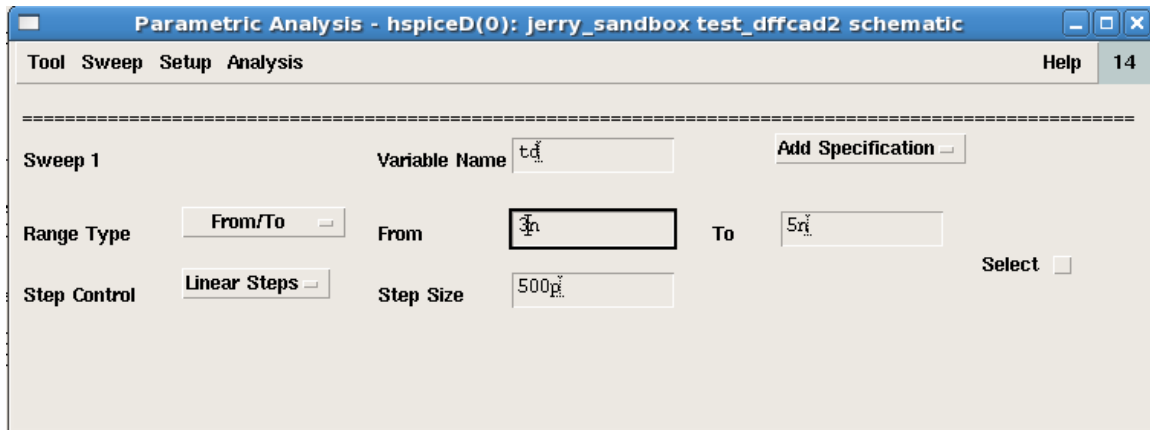 Parametric Analysis - hspiceD(0): jerry_sandbox test_dffcad2 schematic
Tool Sweep Setup Analysis Help 14
================================================================================
Sweep 1 Variable Name td Add Specification
Range Type From/To From 3n To 5n
Select
Step Control Linear Steps Step Size 500p